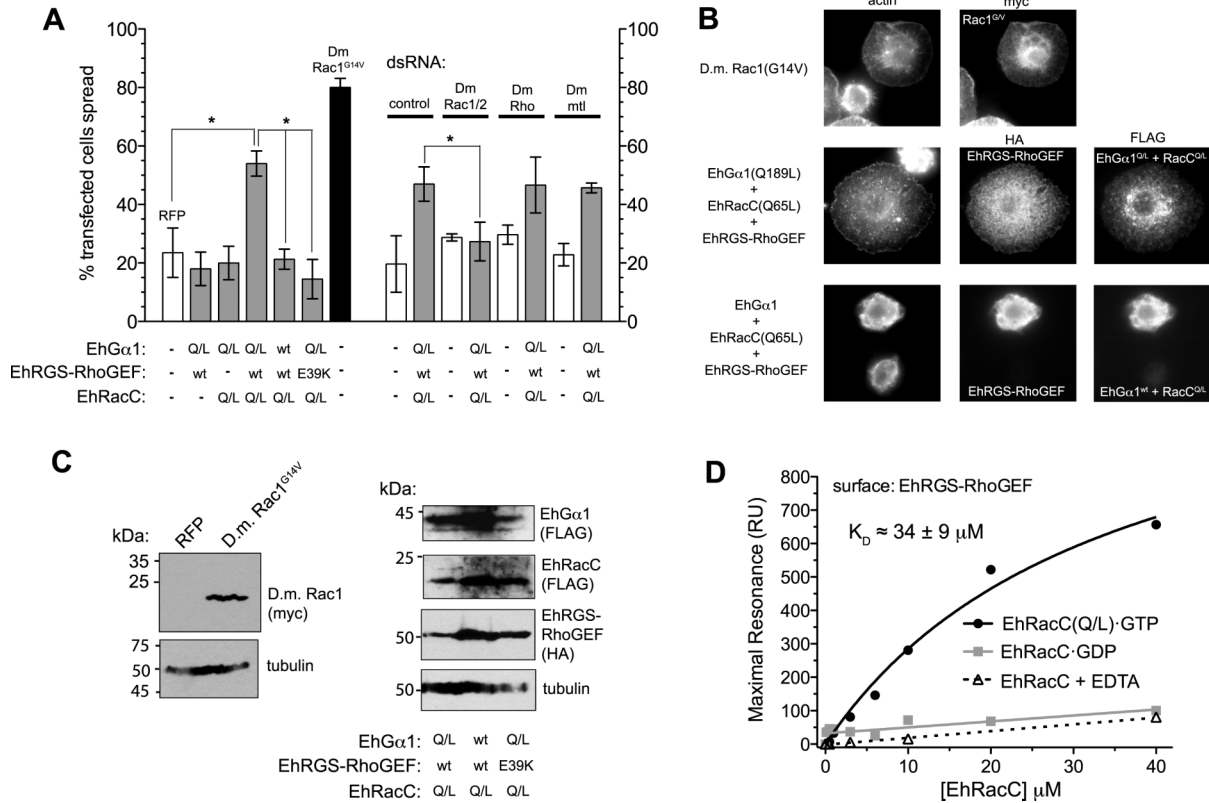 A
% transfected cells spread
100
80
60
40
20
0
RFP
*
*
Dm
Rac1G14V
dsRNA:
control
Dm
Rac1/2
Dm
Rho
Dm
mtl
*
100
80
60
40
20
0
EhGα1: - Q/L Q/L Q/L wt Q/L - - Q/L - Q/L - Q/L - Q/L
EhRGS-RhoGEF: - wt - wt wt E39K - - wt - wt - wt - wt
EhRacC: - - Q/L Q/L Q/L Q/L - - Q/L - Q/L - Q/L - Q/L
B
actin
myc
D.m. Rac1(G14V)
Rac1G/V
HA
FLAG
EhGα1(Q189L)
+
EhRacC(Q65L)
+
EhRGS-RhoGEF
EhRGS-RhoGEF
EhGα1Q/L + RacCQ/L
EhGα1
+
EhRacC(Q65L)
+
EhRGS-RhoGEF
EhRGS-RhoGEF
EhGα1wt + RacCQ/L
C
kDa:
RFP
D.m. Rac1G14V
35
25
D.m. Rac1
(myc)
75
50
45
tubulin
kDa:
45
EhGα1
(FLAG)
25
EhRacC
(FLAG)
50
EhRGS-
RhoGEF
(HA)
50
tubulin
EhGα1: Q/L wt Q/L
EhRGS-RhoGEF: wt wt E39K
EhRacC: Q/L Q/L Q/L
D
Maximal Resonance (RU)
800
700
600
500
400
300
200
100
0
surface: EhRGS-RhoGEF
KD ≈ 34 ± 9 μM
EhRacC(Q/L)·GTP
EhRacC·GDP
EhRacC + EDTA
0 10 20 30 40
[EhRacC] μM